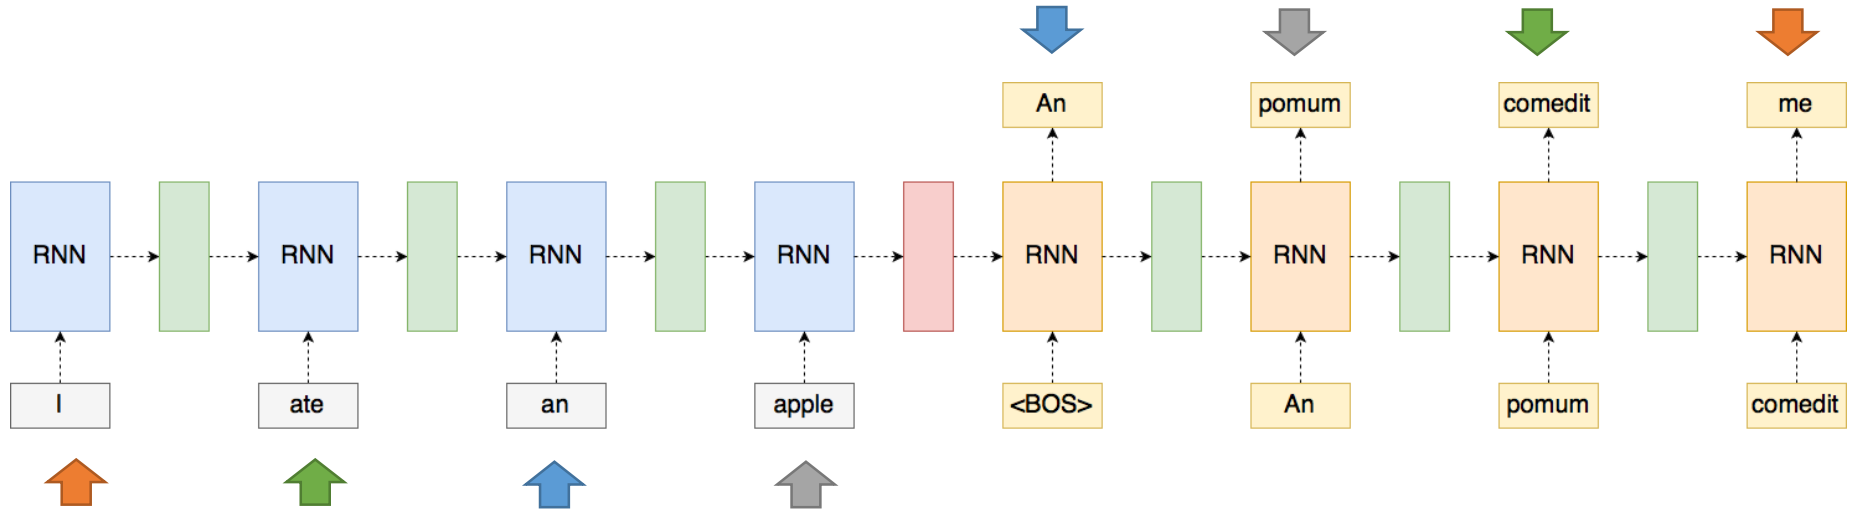 An pomum comedit me
RNN RNN RNN RNN RNN RNN RNN RNN
I ate an apple <BOS> An pomum comedit